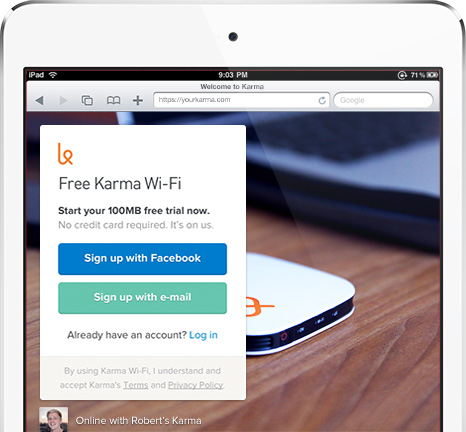 iPad 9:03 PM 71%
Welcome to Karma
https://yourkarma.com Google
Free Karma Wi-Fi
Start your 100MB free trial now.
No credit card required. It's on us.
Sign up with Facebook
Sign up with e-mail
Already have an account? Log in
By using Karma Wi-Fi, I understand and
accept Karma's Terms and Privacy Policy.
Online with Robert's Karma